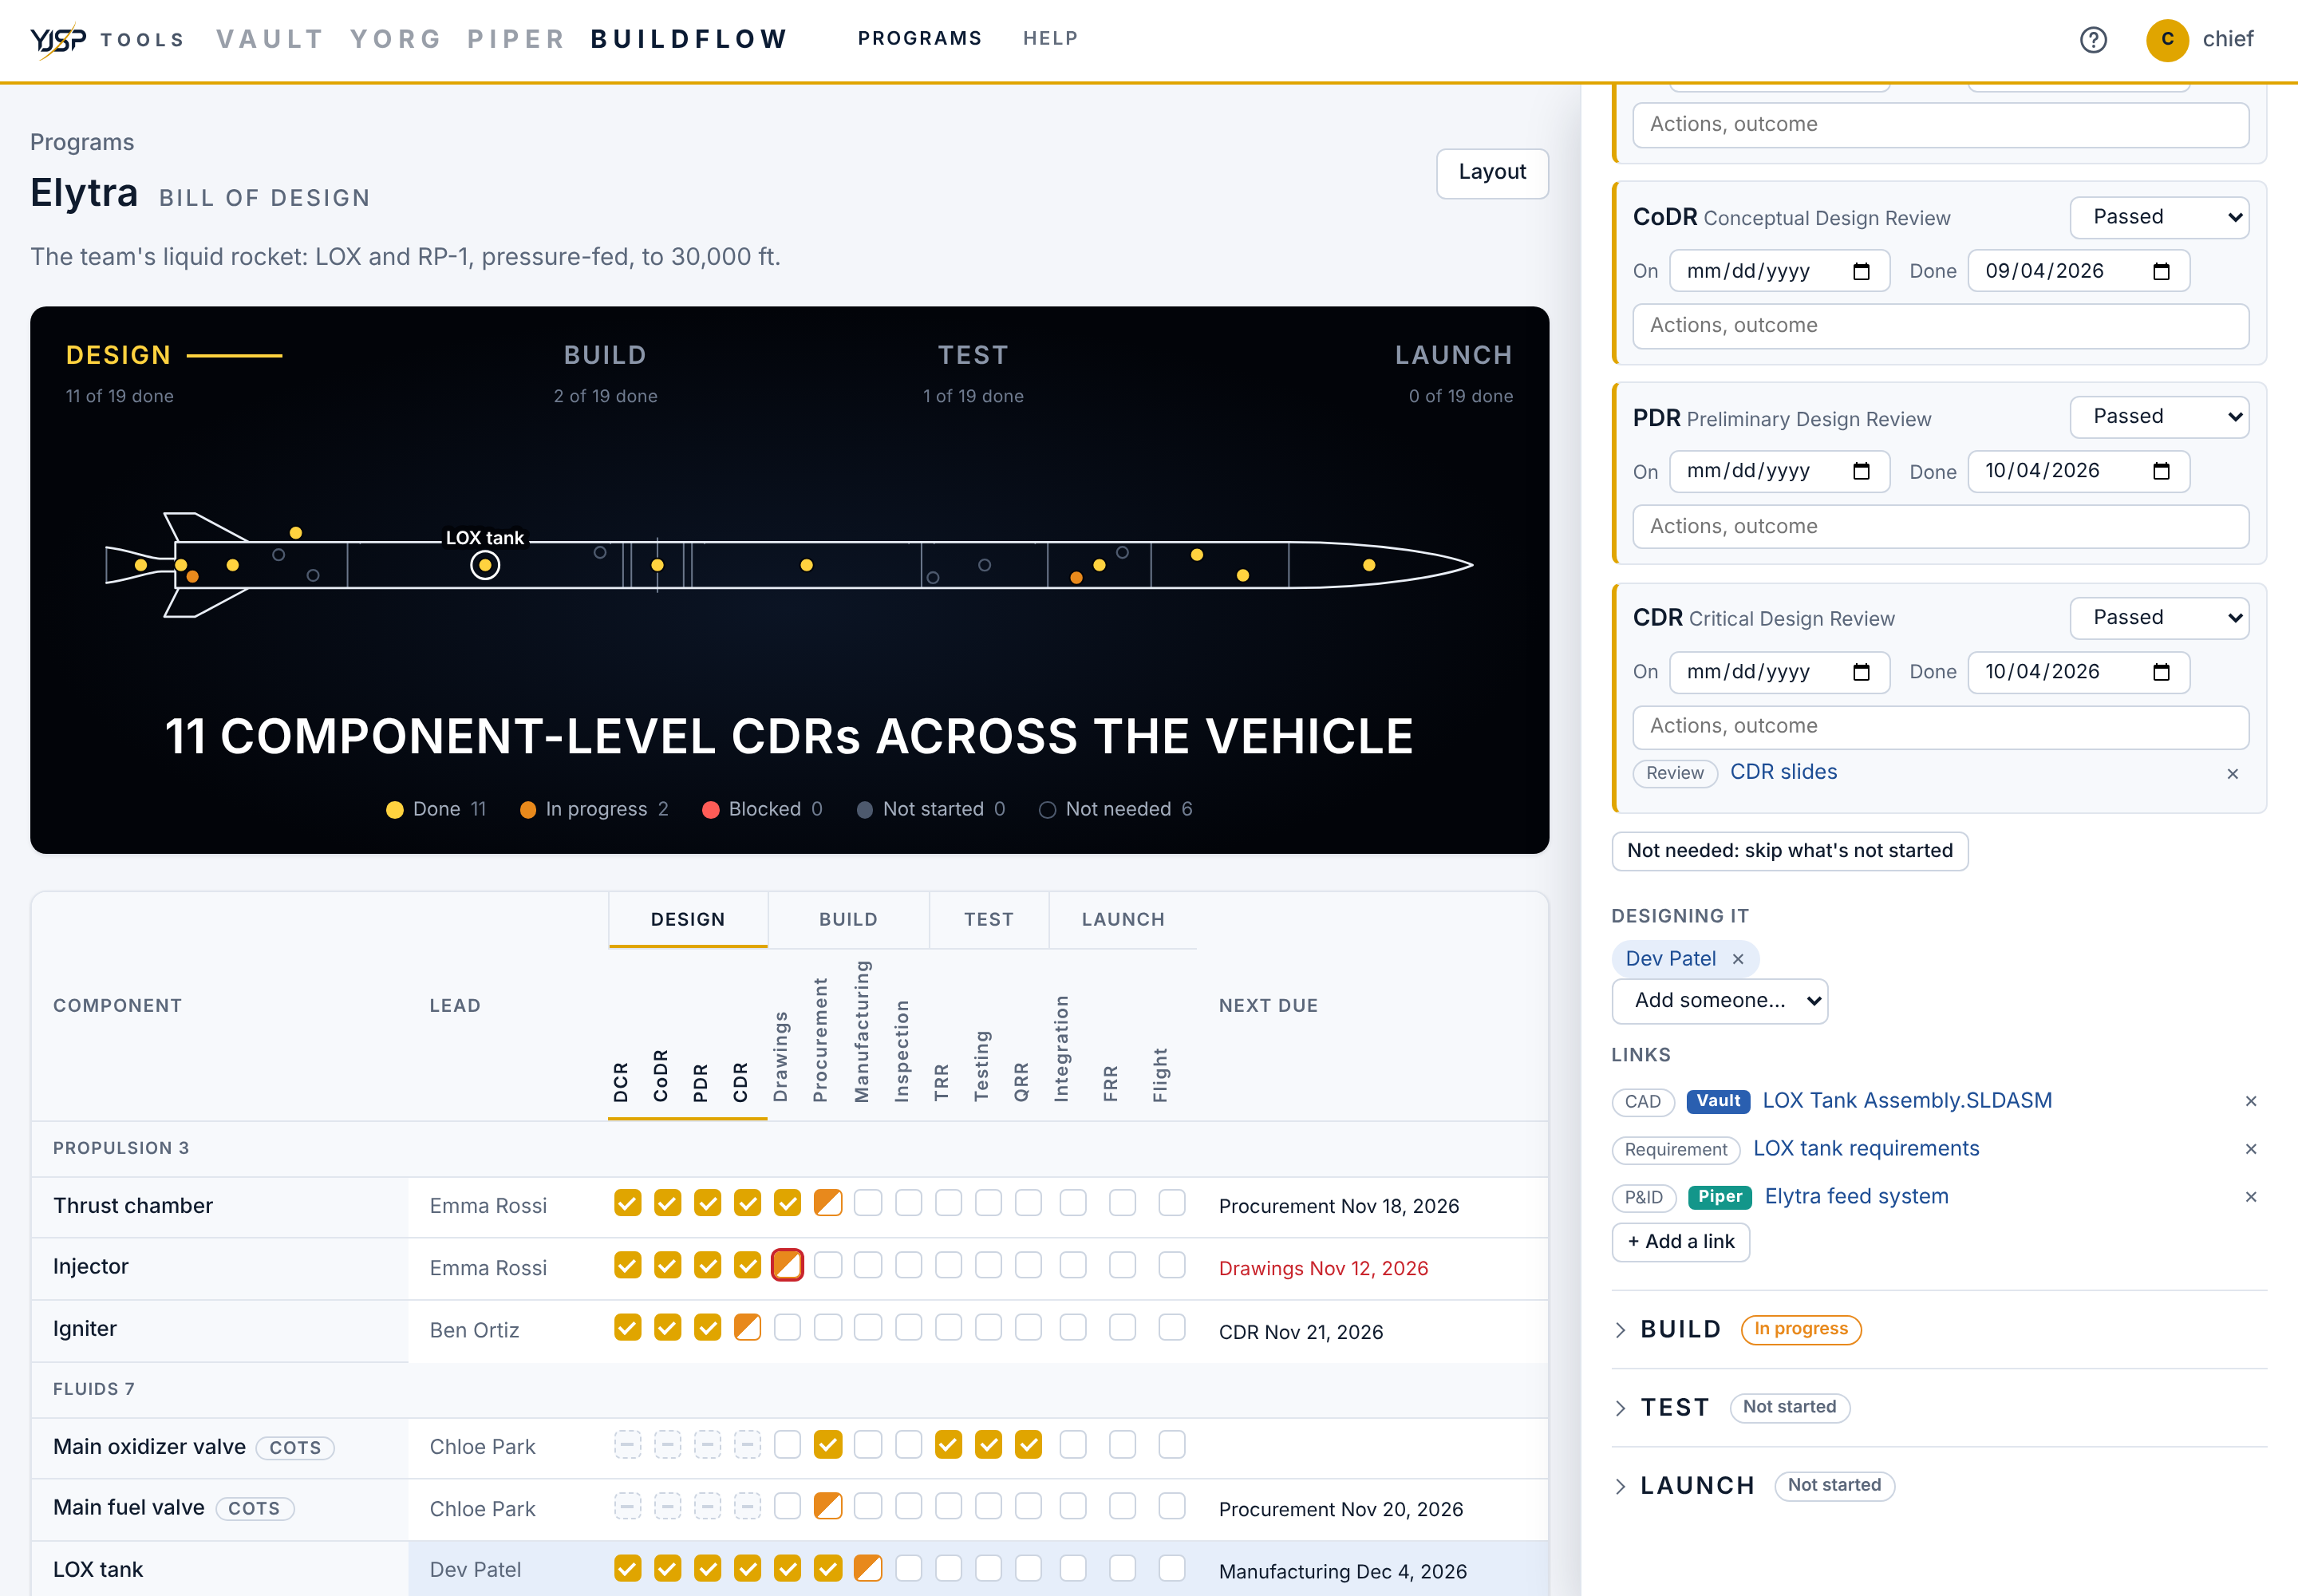 YJSP TOOLS VAULT YORG PIPER BUILDFLOW PROGRAMS HELP ? C chief
Programs
Elytra BILL OF DESIGN
Layout
The team's liquid rocket: LOX and RP-1, pressure-fed, to 30,000 ft.
DESIGN BUILD TEST LAUNCH
11 of 19 done 2 of 19 done 1 of 19 done 0 of 19 done
LOX tank
11 COMPONENT-LEVEL CDRs ACROSS THE VEHICLE
Done 11 In progress 2 Blocked 0 Not started 0 Not needed 6
DESIGN BUILD TEST LAUNCH
COMPONENT LEAD DCR CoDR PDR CDR Drawings Procurement Manufacturing Inspection TRR Testing QRR Integration FRR Flight NEXT DUE
PROPULSION 3
Thrust chamber Emma Rossi Procurement Nov 18, 2026
Injector Emma Rossi Drawings Nov 12, 2026
Igniter Ben Ortiz CDR Nov 21, 2026
FLUIDS 7
Main oxidizer valve COTS Chloe Park
Main fuel valve COTS Chloe Park Procurement Nov 20, 2026
LOX tank Dev Patel Manufacturing Dec 4, 2026
Actions, outcome
CoDR Conceptual Design Review Passed
On mm/dd/yyyy Done 09/04/2026
Actions, outcome
PDR Preliminary Design Review Passed
On mm/dd/yyyy Done 10/04/2026
Actions, outcome
CDR Critical Design Review Passed
On mm/dd/yyyy Done 10/04/2026
Actions, outcome
Review CDR slides ×
Not needed: skip what's not started
DESIGNING IT
Dev Patel ×
Add someone...
LINKS
CAD Vault LOX Tank Assembly.SLDASM ×
Requirement LOX tank requirements ×
P&ID Piper Elytra feed system ×
+ Add a link
BUILD In progress
TEST Not started
LAUNCH Not started